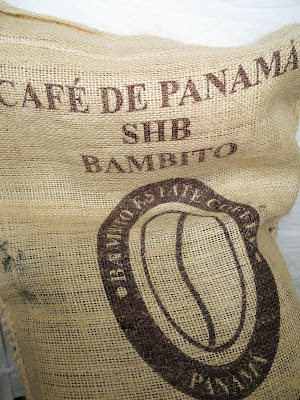 CAFÉ DE PANAMÁ
SHB
BAMBITO
• BAMBITO ESTATE COFFEE •
PANAMA